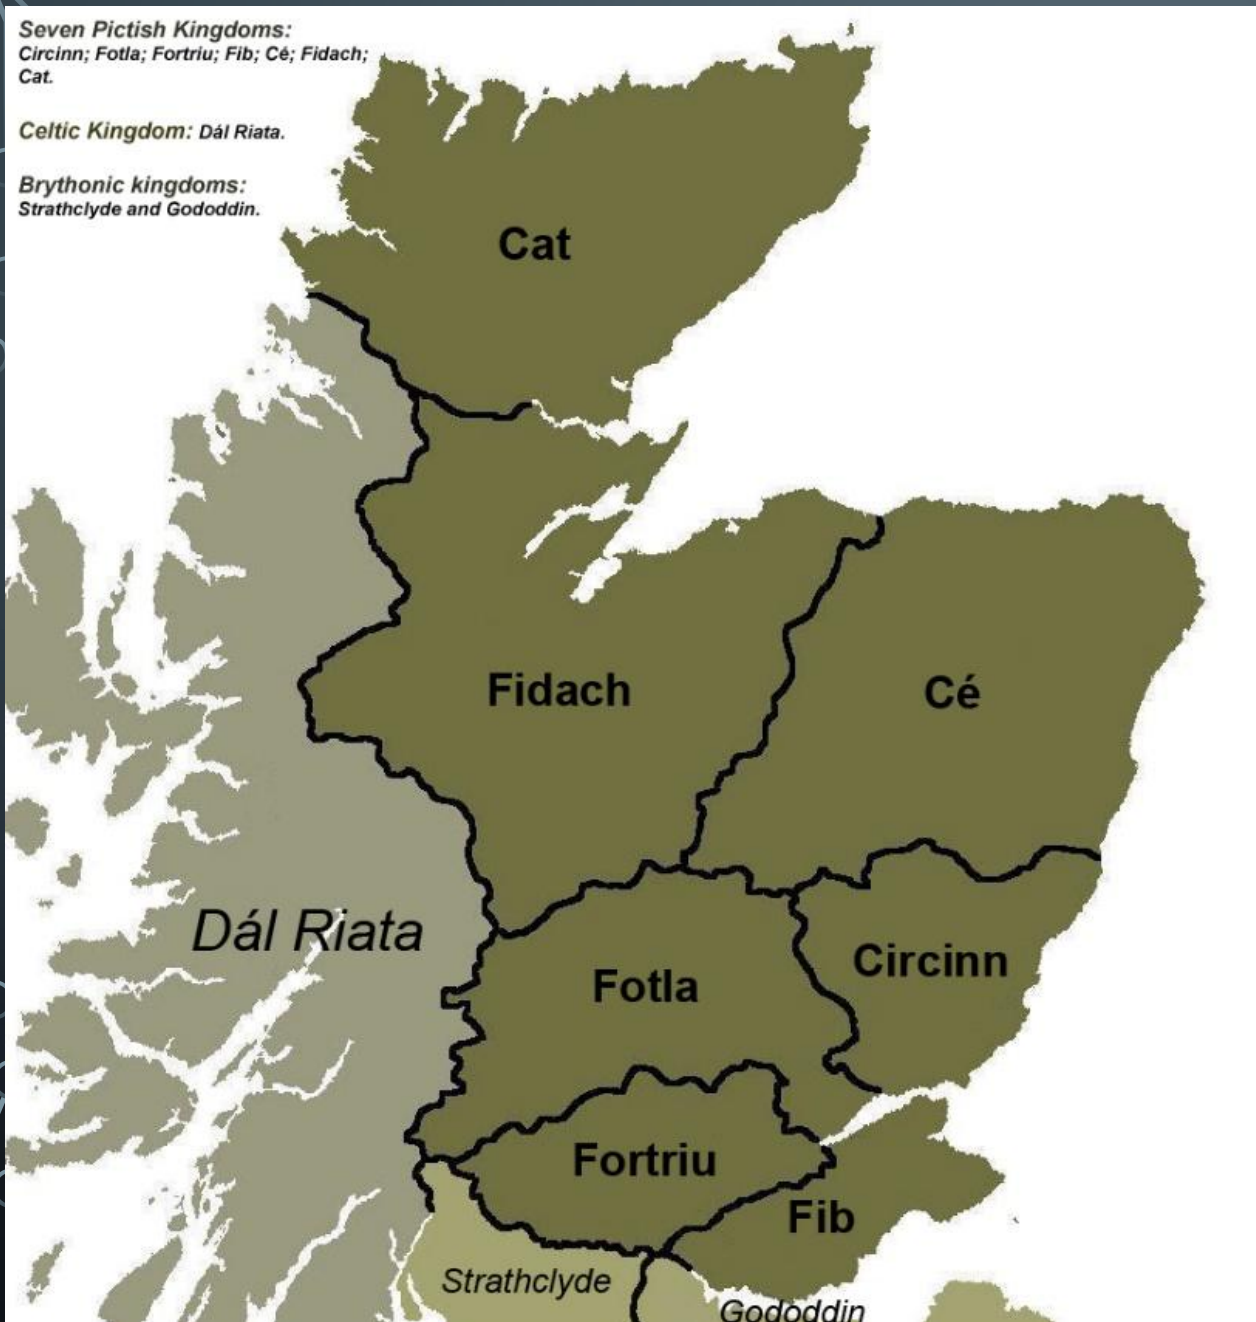 Seven Pictish Kingdoms:
Circinn; Fotla; Fortriu; Fib; Cé; Fidach;
Cat.
Celtic Kingdom: Dál Riata.
Brythonic kingdoms:
Strathclyde and Gododdin.
Cat
Fidach
Cé
Dál Riata
Circinn
Fotla
Fortriu
Fib
Strathclyde
Gododdin